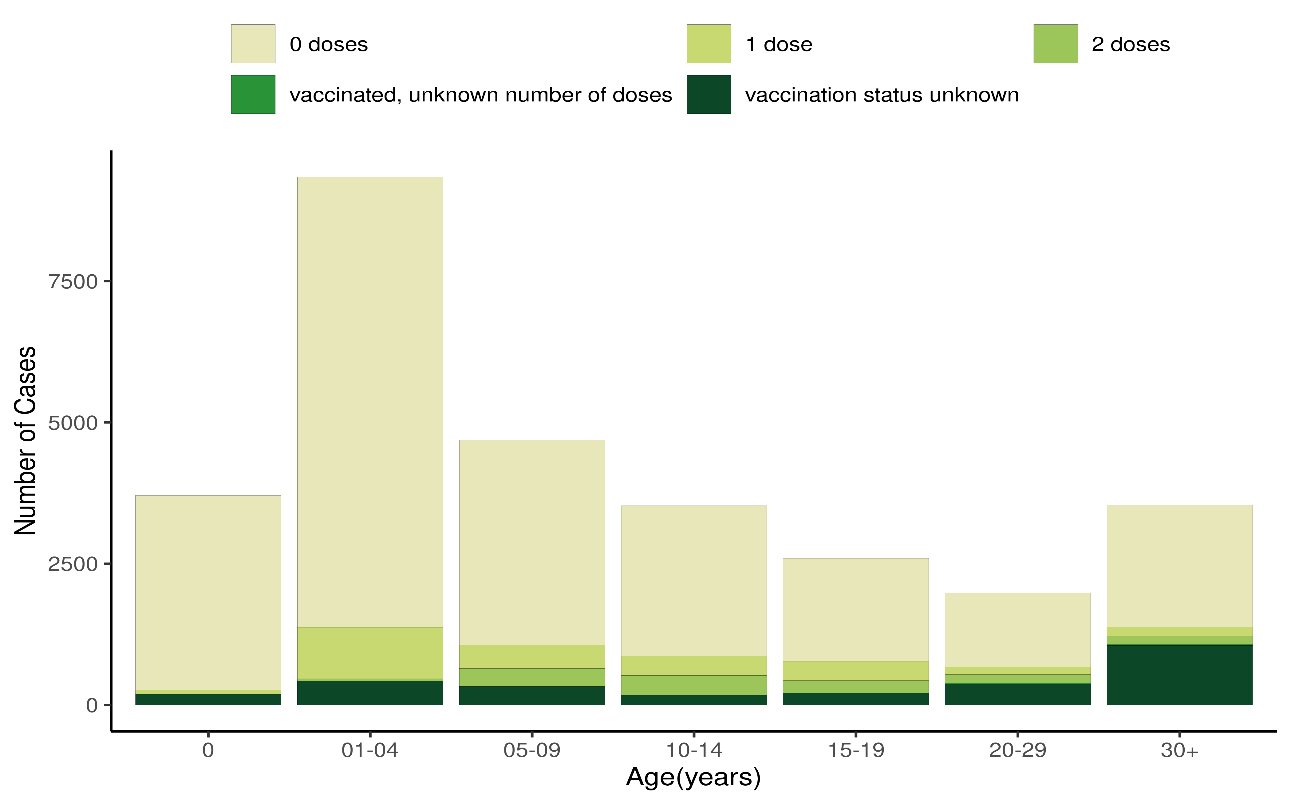 0 doses 1 dose 2 doses
vaccinated, unknown number of doses vaccination status unknown
Number of Cases
7500
5000
2500
0
0 01-04 05-09 10-14 15-19 20-29 30+
Age(years)